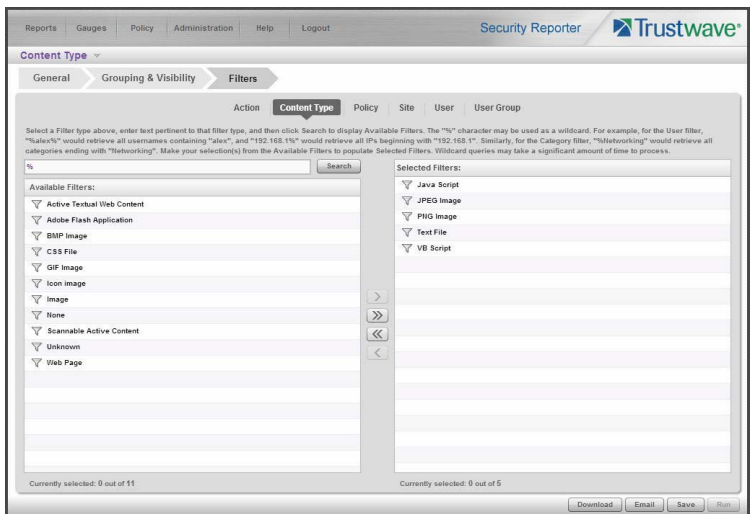 Reports Gauges Policy Administration Help Logout
Security Reporter
Trustwave®
Content Type
General Grouping & Visibility Filters
Action Content Type Policy Site User User Group
Select a Filter type above, enter text pertinent to that filter type, and then click Search to display Available Filters. The "%" character may be used as a wildcard. For example, for the User filter,
"%alex%" would retrieve all usernames containing "alex", and "192.168.1%" would retrieve all IPs beginning with "192.168.1". Similarly, for the Category filter, "%Networking" would retrieve all
categories ending with "Networking". Make your selection(s) from the Available Filters to populate Selected Filters. Wildcard queries may take a significant amount of time to process.
% Search
Available Filters:
Active Textual Web Content
Adobe Flash Application
BMP Image
CSS File
GIF Image
Icon image
Image
None
Scannable Active Content
Unknown
Web Page
Currently selected: 0 out of 11
Selected Filters:
Java Script
JPEG Image
PNG Image
Text File
VB Script
Currently selected: 0 out of 5
Download Email Save Run